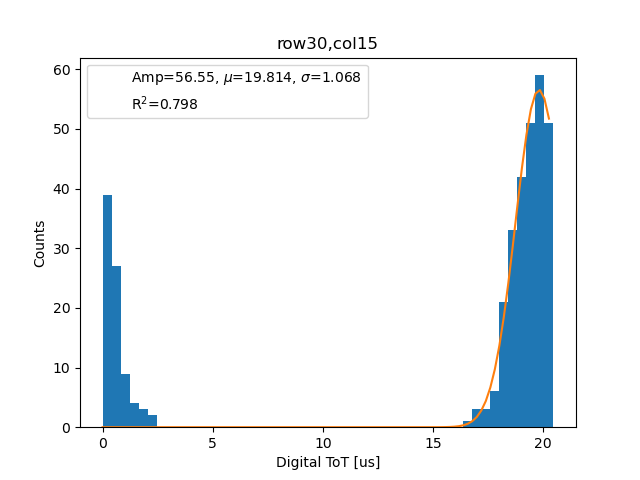 row30,col15
Amp=56.55, μ=19.814, σ=1.068
R²=0.798
Counts
60
50
40
30
20
10
0
0 5 10 15 20
Digital ToT [us]